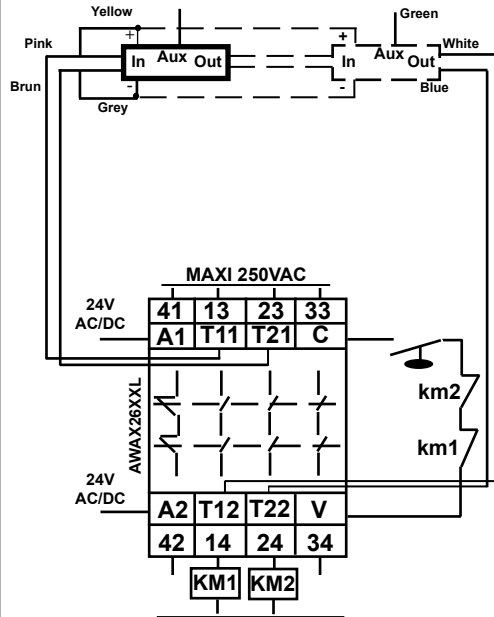 Yellow
Green
Pink
+
+
White
In Aux Out
In Aux Out
Brun
-
-
Blue
Grey
MAXI 250VAC
24V
AC/DC
41 13 23 33
A1 T11 T21 C
AWAX26XXL
km2
km1
24V
AC/DC
A2 T12 T22 V
42 14 24 34
KM1 KM2